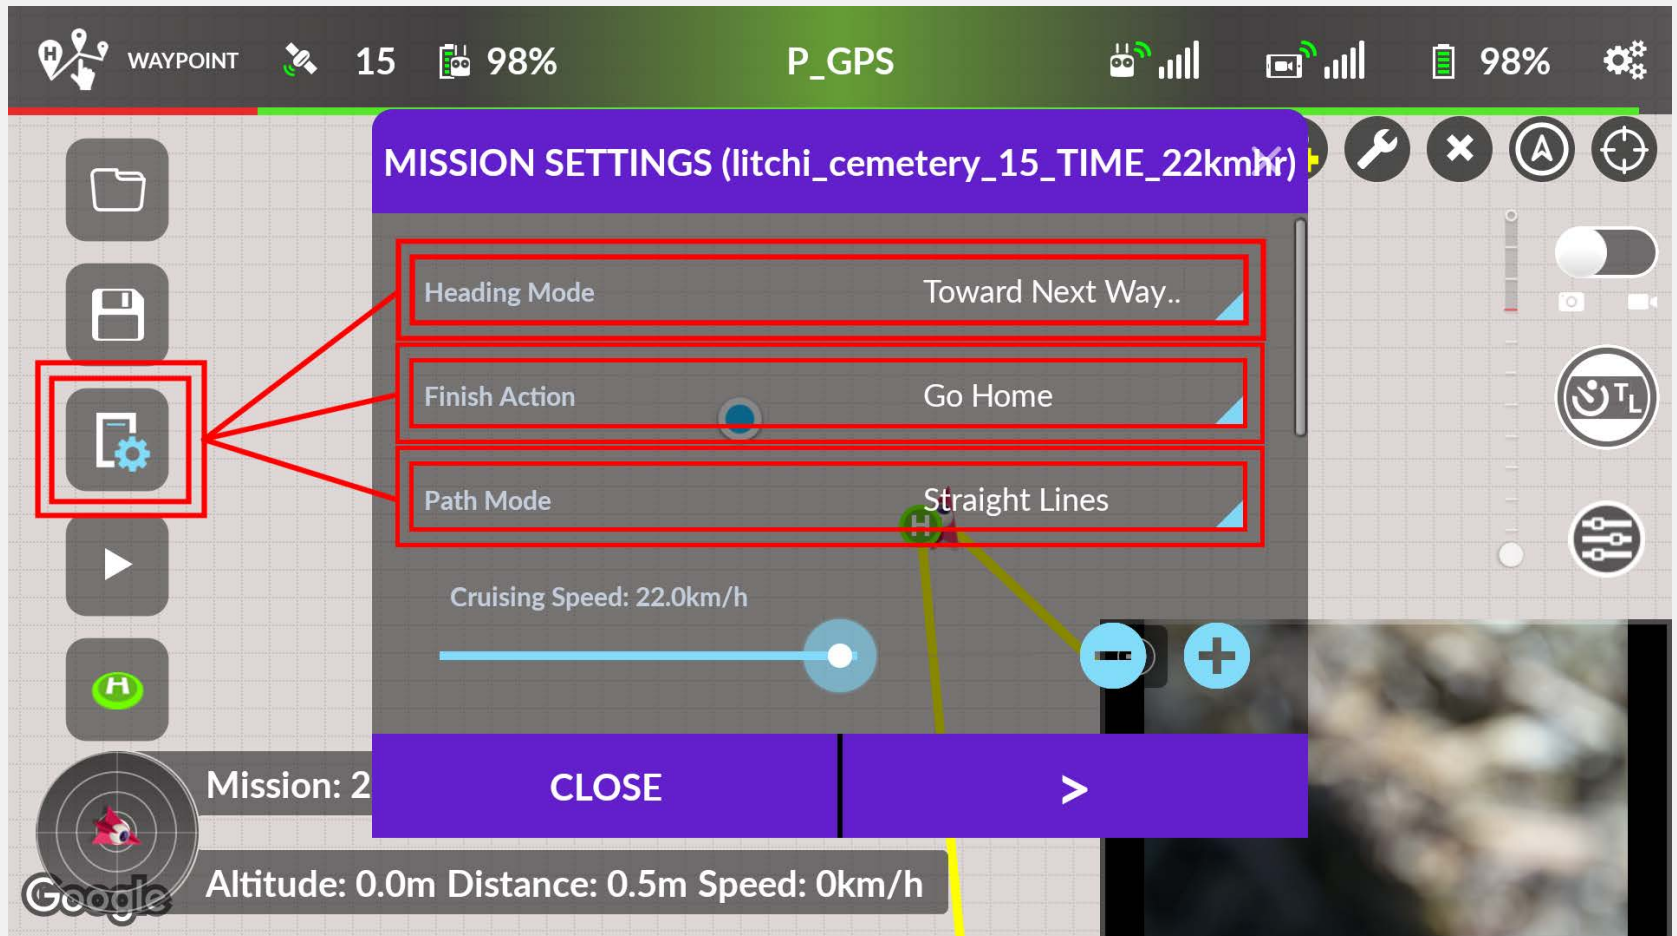 WAYPOINT 15 98% P_GPS 98%
MISSION SETTINGS (litchi_cemetery_15_TIME_22kmhr)
Heading Mode Toward Next Way..
Finish Action Go Home
Path Mode Straight Lines
H
Cruising Speed: 22.0km/h
TL
H
CLOSE >
Mission: 2
Altitude: 0.0m Distance: 0.5m Speed: 0km/h
Google